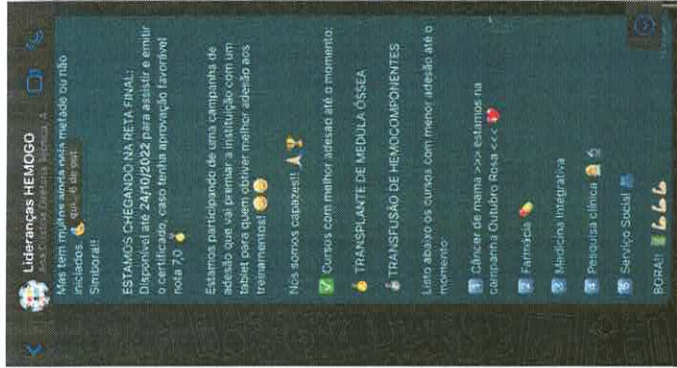 Lideranças HEMOGO
Mas tem muitos ainda pela metade ou não
iniciados.
qui., 6 de out.
Simbora!!
ESTAMOS CHEGANDO NA RETA FINAL:
Disponível até 24/10/2022 para assistir e emitir
o certificado, caso tenha aprovação favorável
nota 7,0
Estamos participando de uma campanha de
adesão que vai premiar a instituição com um
tablet para quem obtiver melhor adesão aos
treinamentos!
Nós somos capazes!!
Cursos com melhor adesão até o momento:
TRANSPLANTE DE MEDULA ÓSSEA
TRANSFUSÃO DE HEMOCOMPONENTES
Listo abaixo os cursos com menor adesão até o
momento:
1 Câncer de mama >>> estamos na
campanha Outubro Rosa <<<
2 Farmácia
3 Medicina Integrativa
4 Pesquisa clínica
5 Serviço Social
BORA!!